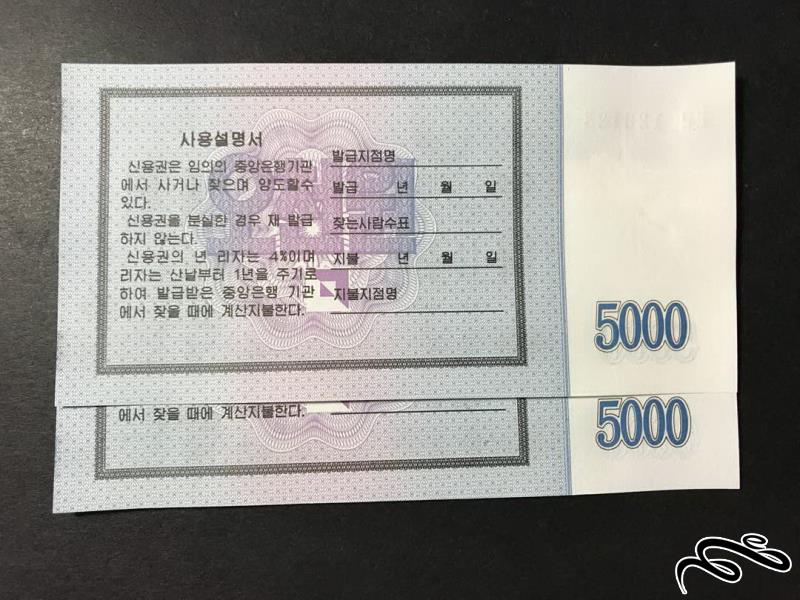 사용설명서
신용권은 임의의 중앙은행기관
에서 사거나 찾으며 양도할수
있다.
신용권을 분실한 경우 재 발급
하지 않는다.
신용권의 년 리자는 4%이며
리자는 산날부터 1년을 주기로
하여 발급받은 중앙은행 기관
에서 찾을 때에 계산지불한다.
발급지점명
발급 년 월 일
찾는사람수표
지불 년 월 일
지불지점명
5000
에서 찾을 때에 계산지불한다.
5000